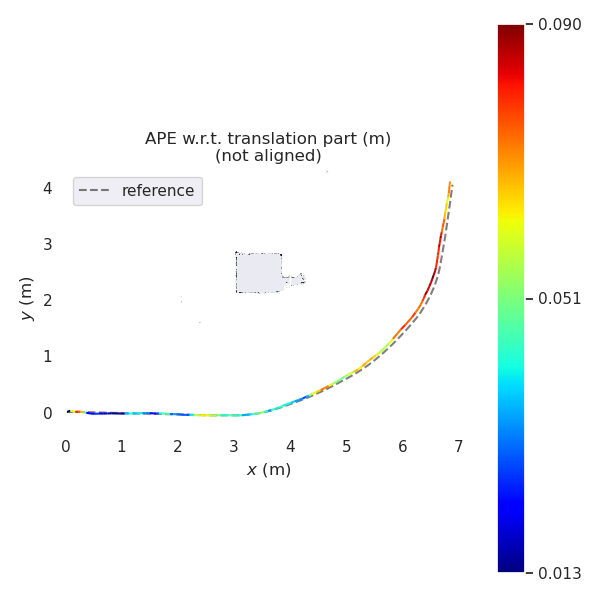 APE w.r.t. translation part (m)
(not aligned)
reference
y (m)
4
3
2
1
0
0 1 2 3 4 5 6 7
x (m)
0.090
0.051
0.013